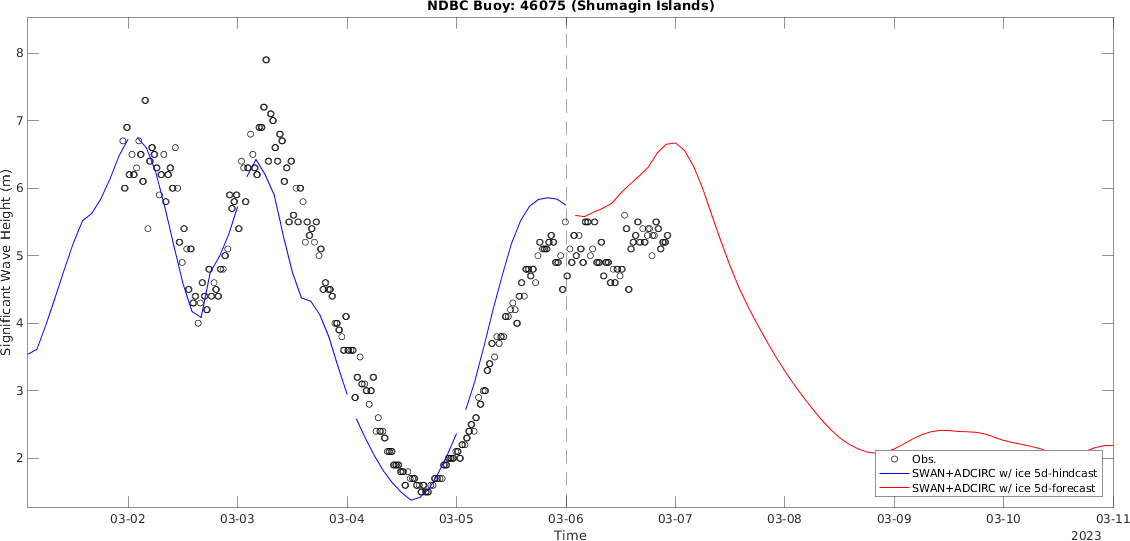 NDBC Buoy: 46075 (Shumagin Islands)
Significant Wave Height (m)
8
7
6
5
4
3
2
Obs.
SWAN+ADCIRC w/ ice 5d-hindcast
SWAN+ADCIRC w/ ice 5d-forecast
03-02 03-03 03-04 03-05 03-06 03-07 03-08 03-09 03-10 03-11
Time
2023